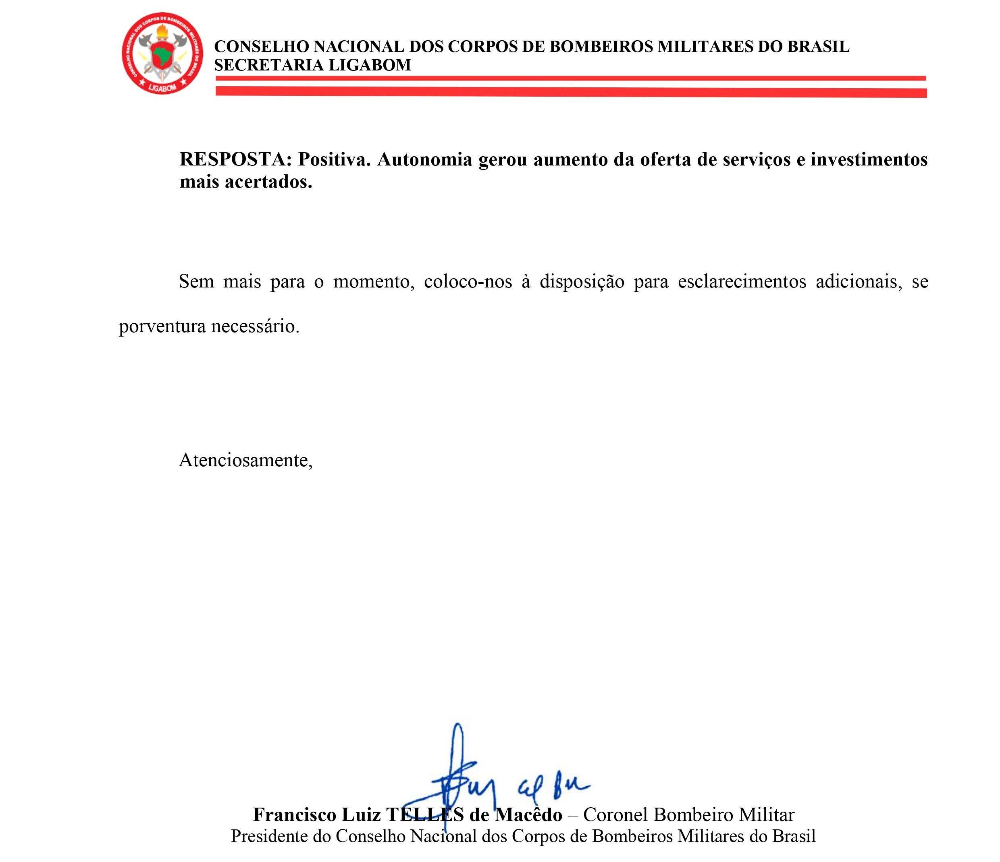 CONSELHO NACIONAL DOS CORPOS DE BOMBEIROS MILITARES DO BRASIL
LIGABOM
CONSELHO NACIONAL DOS CORPOS DE BOMBEIROS MILITARES DO BRASIL
SECRETARIA LIGABOM
RESPOSTA: Positiva. Autonomia gerou aumento da oferta de serviços e investimentos
mais acertados.
Sem mais para o momento, coloco-nos à disposição para esclarecimentos adicionais, se
porventura necessário.
Atenciosamente,
Francisco Luiz TELLES de Macêdo – Coronel Bombeiro Militar
Presidente do Conselho Nacional dos Corpos de Bombeiros Militares do Brasil